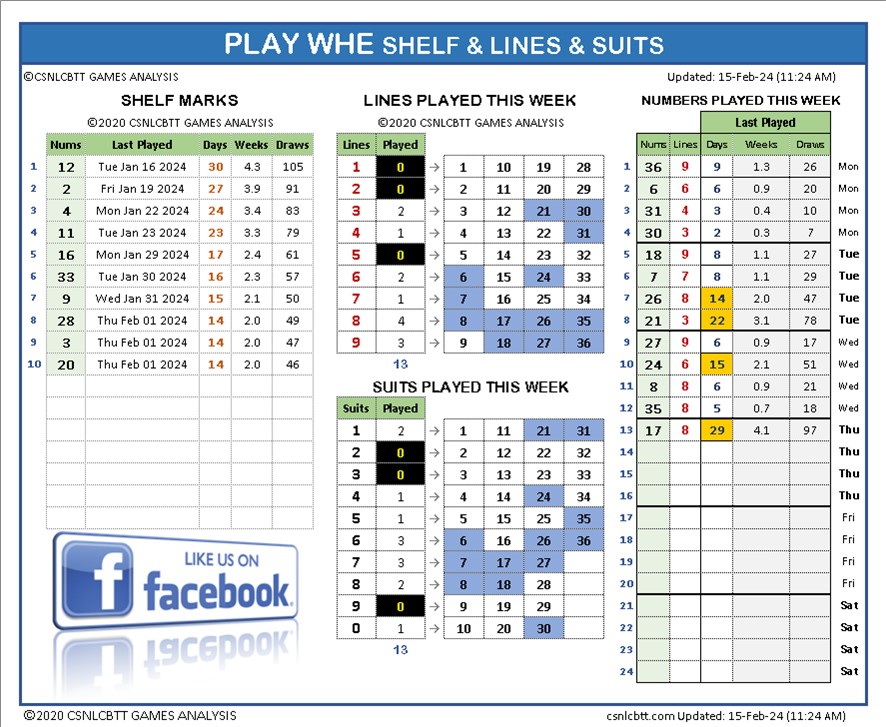 PLAY WHE SHELF & LINES & SUITS
©CSNLCBTT GAMES ANALYSIS
Updated: 15-Feb-24 (11:24 AM)
SHELF MARKS
©2020 CSNLCBTT GAMES ANALYSIS
Nums Last Played Days Weeks Draws
1 12 Tue Jan 16 2024 30 4.3 105
2 2 Fri Jan 19 2024 27 3.9 91
3 4 Mon Jan 22 2024 24 3.4 83
4 11 Tue Jan 23 2024 23 3.3 79
5 16 Mon Jan 29 2024 17 2.4 61
6 33 Tue Jan 30 2024 16 2.3 57
7 9 Wed Jan 31 2024 15 2.1 50
8 28 Thu Feb 01 2024 14 2.0 49
9 3 Thu Feb 01 2024 14 2.0 47
10 20 Thu Feb 01 2024 14 2.0 46
LIKE US ON
f facebook.
LINES PLAYED THIS WEEK
©2020 CSNLCBTT GAMES ANALYSIS
Lines Played
1 0 → 1 10 19 28
2 0 → 2 11 20 29
3 2 → 3 12 21 30
4 1 → 4 13 22 31
5 0 → 5 14 23 32
6 2 → 6 15 24 33
7 1 → 7 16 25 34
8 4 → 8 17 26 35
9 3 → 9 18 27 36
13
SUITS PLAYED THIS WEEK
Suits Played
1 2 → 1 11 21 31
2 0 → 2 12 22 32
3 0 → 3 13 23 33
4 1 → 4 14 24 34
5 1 → 5 15 25 35
6 3 → 6 16 26 36
7 3 → 7 17 27
8 2 → 8 18 28
9 0 → 9 19 29
0 1 → 10 20 30
13
NUMBERS PLAYED THIS WEEK
Last Played
Nums Lines Days Weeks Draws
1 36 9 9 1.3 26 Mon
2 6 6 6 0.9 20 Mon
3 31 4 3 0.4 10 Mon
4 30 3 2 0.3 7 Mon
5 18 9 8 1.1 27 Tue
6 7 7 8 1.1 29 Tue
7 26 8 14 2.0 47 Tue
8 21 3 22 3.1 78 Tue
9 27 9 6 0.9 17 Wed
10 24 6 15 2.1 51 Wed
11 8 8 6 0.9 21 Wed
12 35 8 5 0.7 18 Wed
13 17 8 29 4.1 97 Thu
14 Thu
15 Thu
16 Thu
17 Fri
18 Fri
19 Fri
20 Fri
21 Sat
22 Sat
23 Sat
24 Sat
©2020 CSNLCBTT GAMES ANALYSIS
csnlcbtt.com Updated: 15-Feb-24 (11:24 AM)